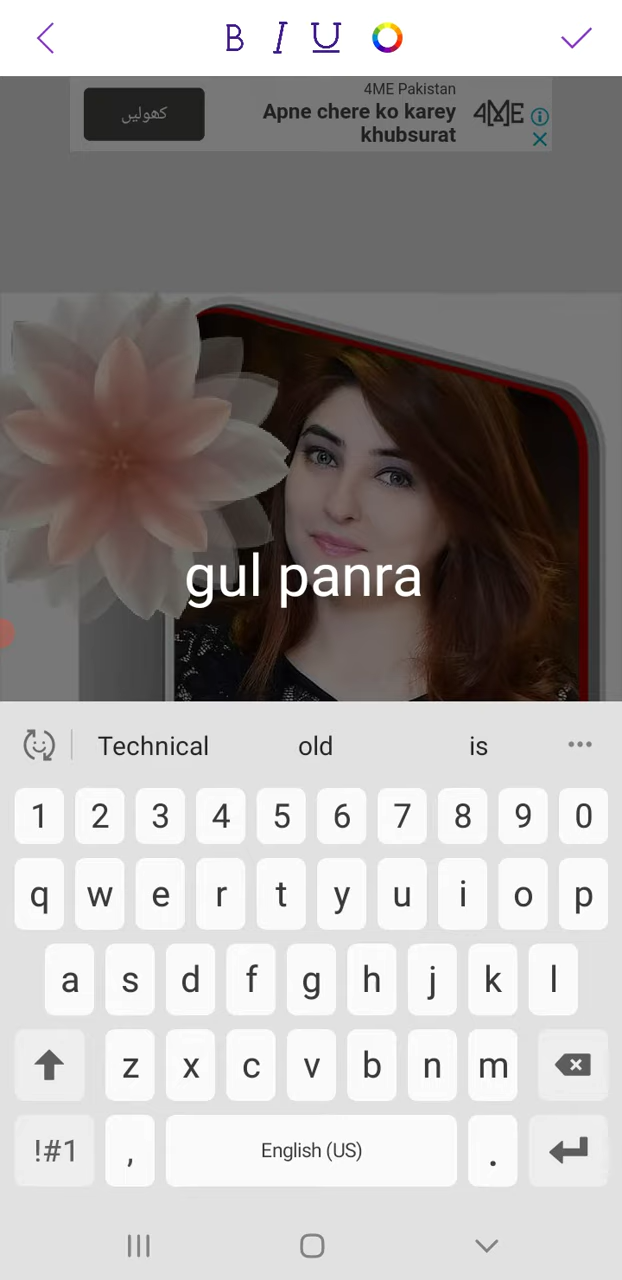 B I U
4ME Pakistan
کھولیں
Apne chere ko karey
khubsurat
4ME
gul panra
Technical old is
1 2 3 4 5 6 7 8 9 0
q w e r t y u i o p
a s d f g h j k l
z x c v b n m
!#1 , English (US) .